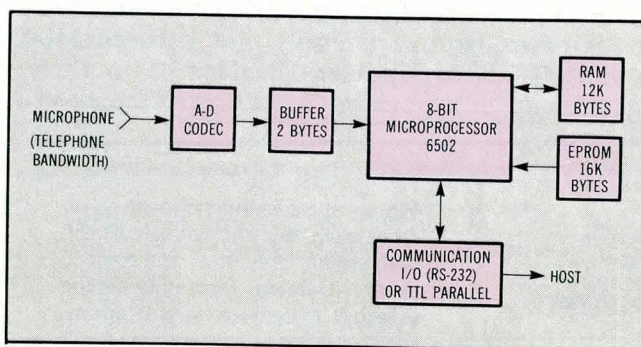 MICROPHONE
(TELEPHONE
BANDWIDTH)
A-D
CODEC
BUFFER
2 BYTES
8-BIT
MICROPROCESSOR
6502
RAM
12K
BYTES
EPROM
16K
BYTES
COMMUNICATION
I/O (RS-232)
OR TTL PARALLEL
HOST